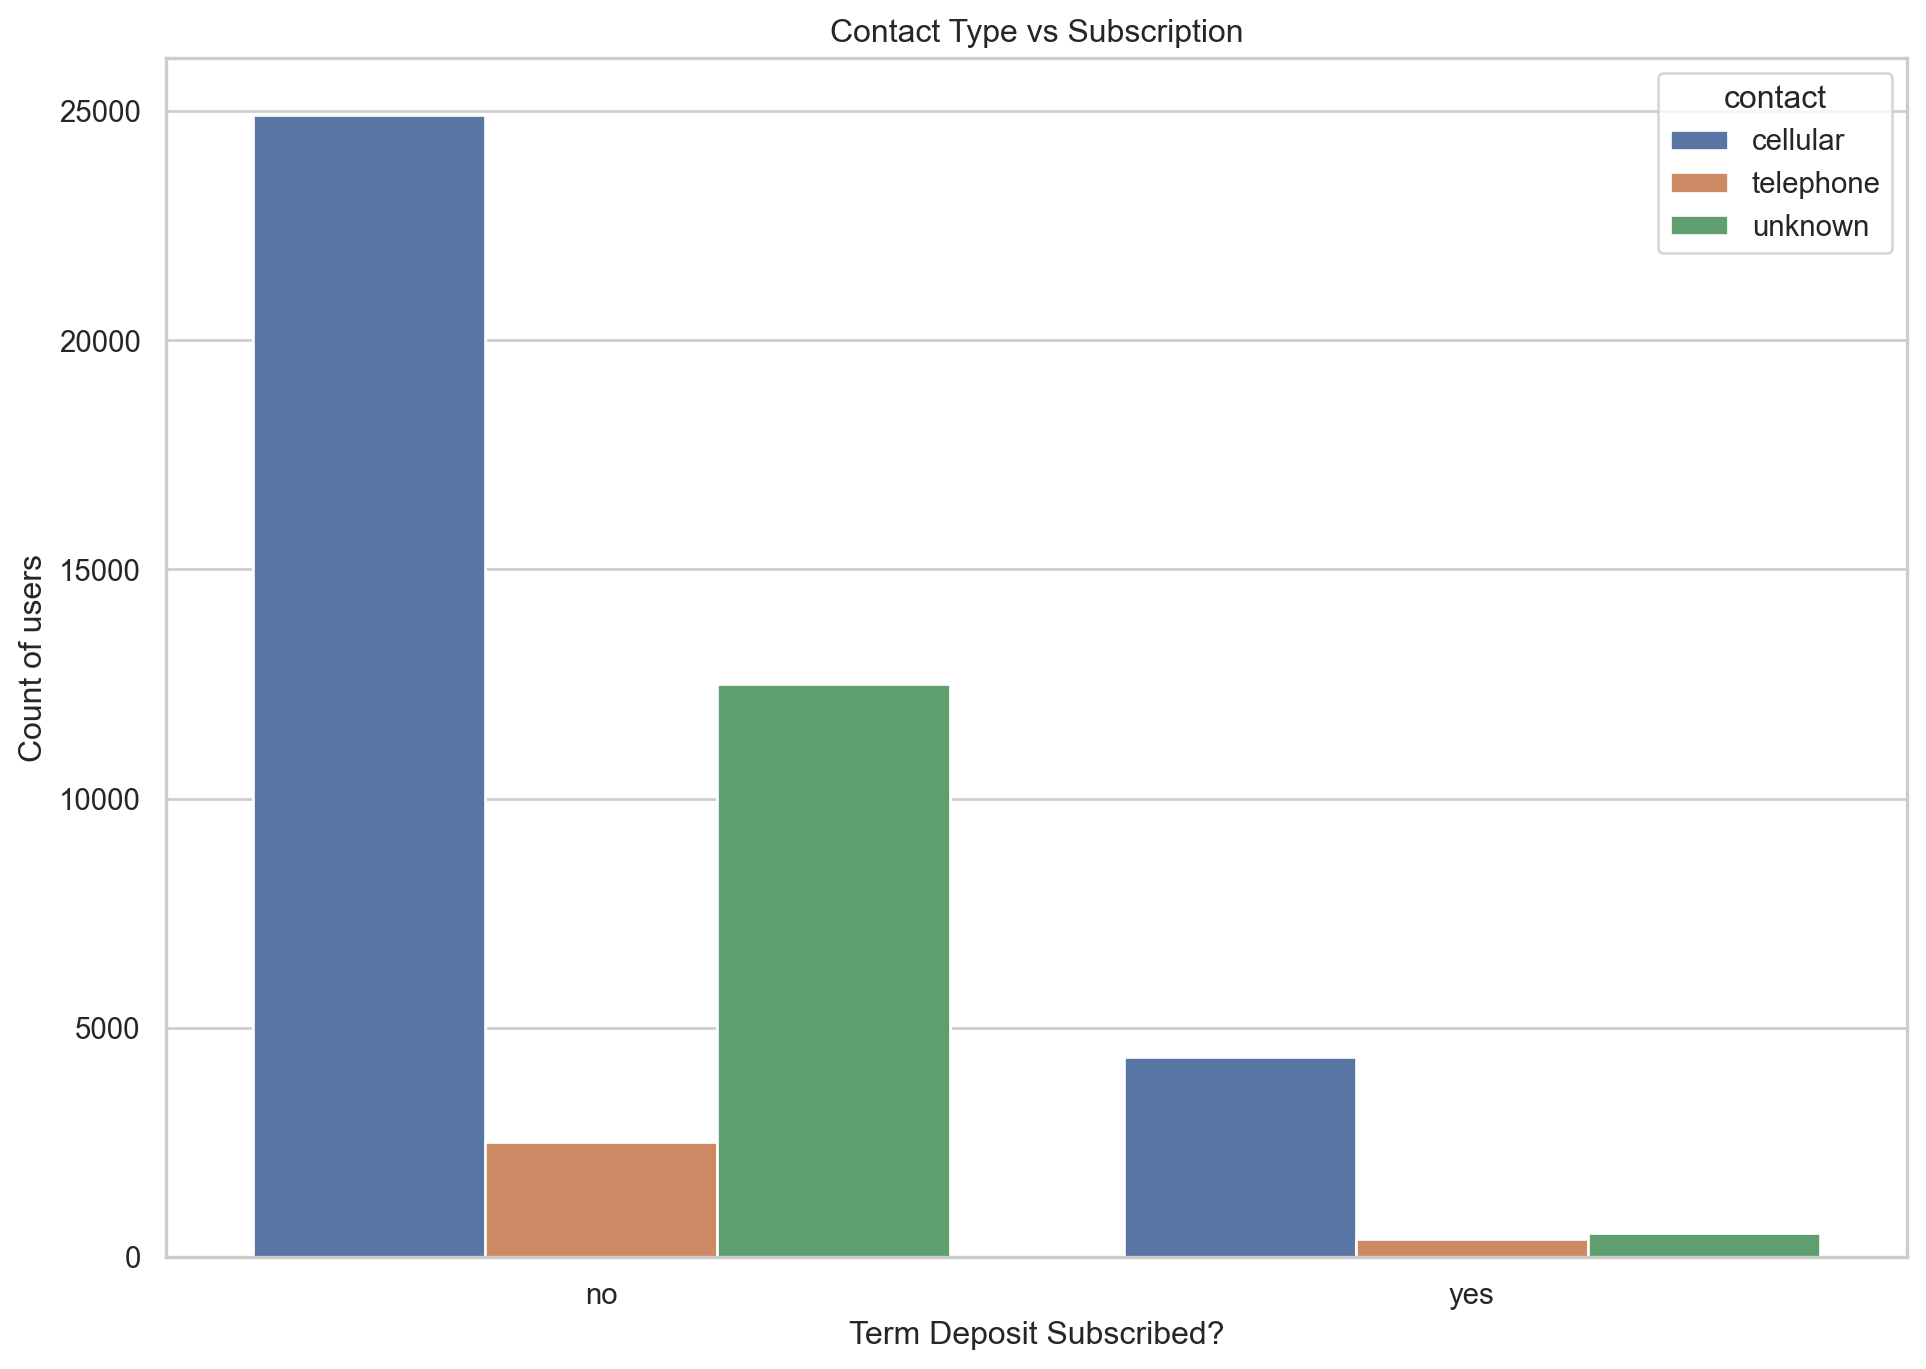 Contact Type vs Subscription
25000
20000
15000
10000
5000
0
Count of users
contact
cellular
telephone
unknown
no
yes
Term Deposit Subscribed?